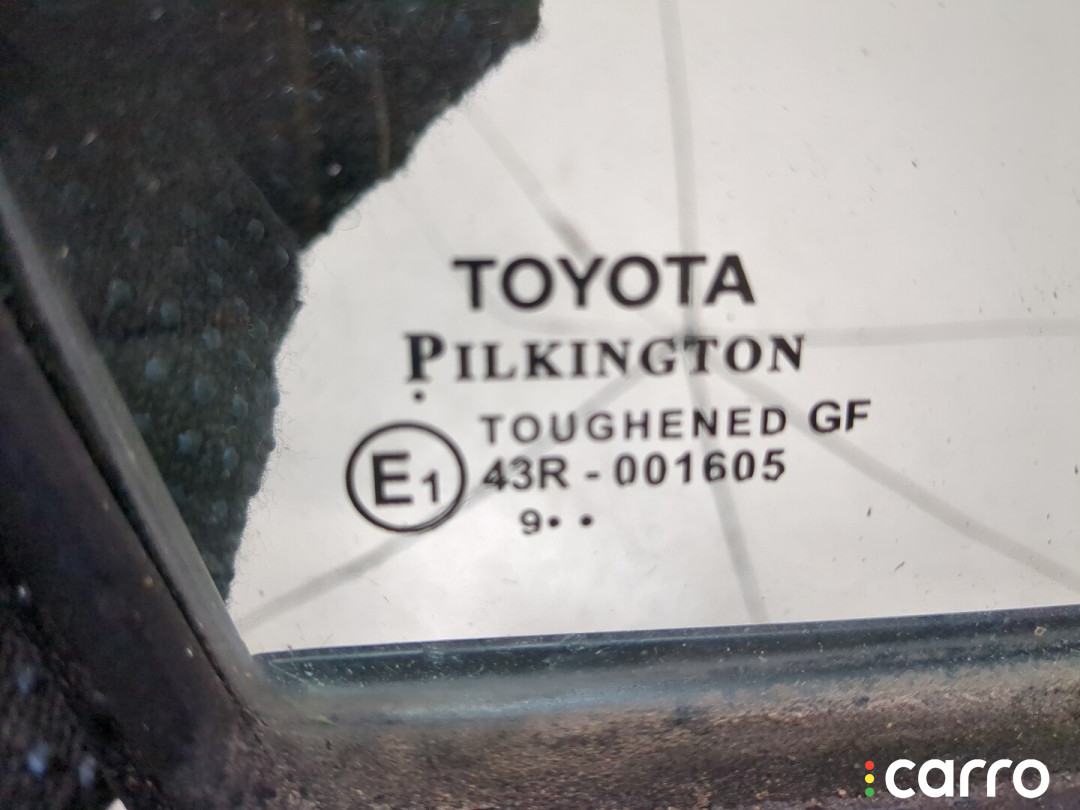 TOYOTA
PILKINGTON
TOUGHENED GF
E1 43R - 001605
9• •
carro